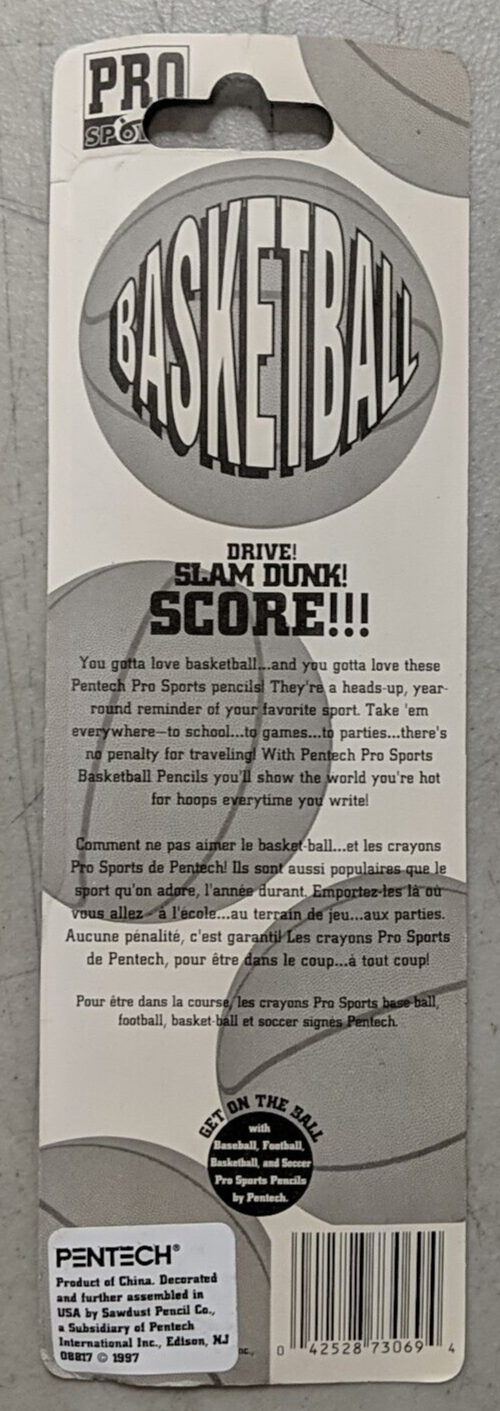 PRO
BASKETBALL
DRIVE!
SLAM DUNK!
SCORE!!!
You gotta love basketball...and you gotta love these
Pentech Pro Sports pencils! They're a heads-up, year-
round reminder of your favorite sport. Take 'em
everywhere—to school...to games...to parties...there's
no penalty for traveling! With Pentech Pro Sports
Basketball Pencils you'll show the world you're hot
for hoops everytime you write!
Comment ne pas aimer le basket-ball...et les crayons
Pro Sports de Pentech! Ils sont aussi populaires que le
sport qu'on adore, l'année durant. Emportez-les là où
vous allez - à l'école...au terrain de jeu...aux parties.
Aucune pénalité, c'est garanti! Les crayons Pro Sports
de Pentech, pour être dans le coup...à tout coup!
Pour être dans la course, les crayons Pro Sports base-ball,
football, basket-ball et soccer signés Pentech.
GET ON THE BALL
with
Baseball, Football,
Basketball, and Soccer
Pro Sports Pencils
by Pentech.
PENTECH®
Product of China. Decorated
and further assembled in
USA by Sawdust Pencil Co.,
a Subsidiary of Pentech
International Inc., Edison, NJ
08817 © 1997
0 42528 73069 4